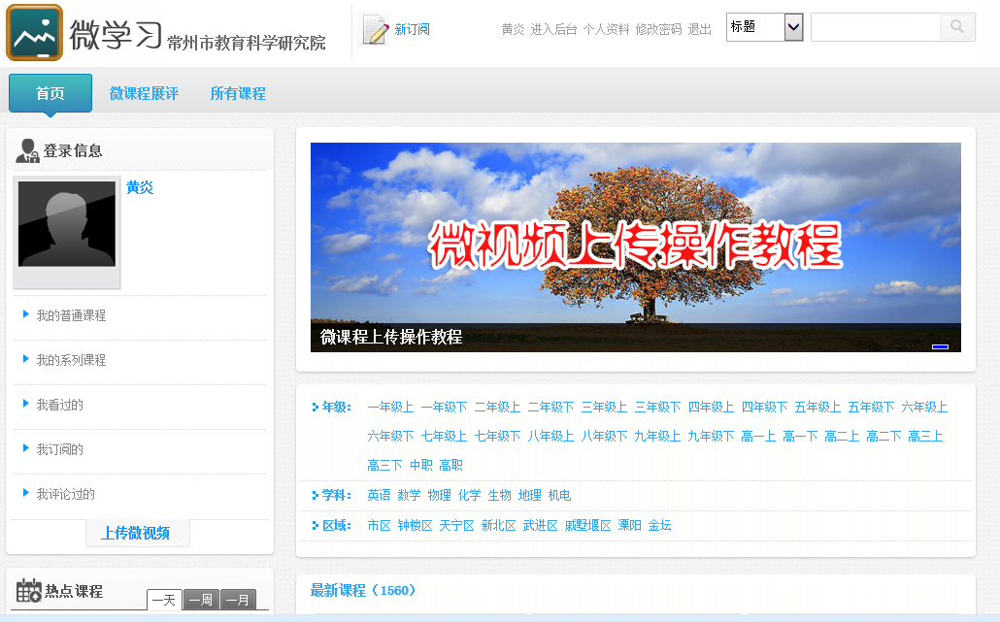 微学习 常州市教育科学研究院
新订阅
黄炎 进入后台 个人资料 修改密码 退出
标题
首页 微课程展评 所有课程
登录信息
黄炎
我的普通课程
我的系列课程
我看过的
我订阅的
我评论过的
上传微视频
热点课程 一天 一周 一月
微视频上传操作教程
微课程上传操作教程
年级： 一年级上 一年级下 二年级上 二年级下 三年级上 三年级下 四年级上 四年级下 五年级上 五年级下 六年级上
六年级下 七年级上 七年级下 八年级上 八年级下 九年级上 九年级下 高一上 高一下 高二上 高二下 高三上
高三下 中职 高职
学科： 英语 数学 物理 化学 生物 地理 机电
区域： 市区 钟楼区 天宁区 新北区 武进区 戚墅堰区 溧阳 金坛
最新课程（1560）